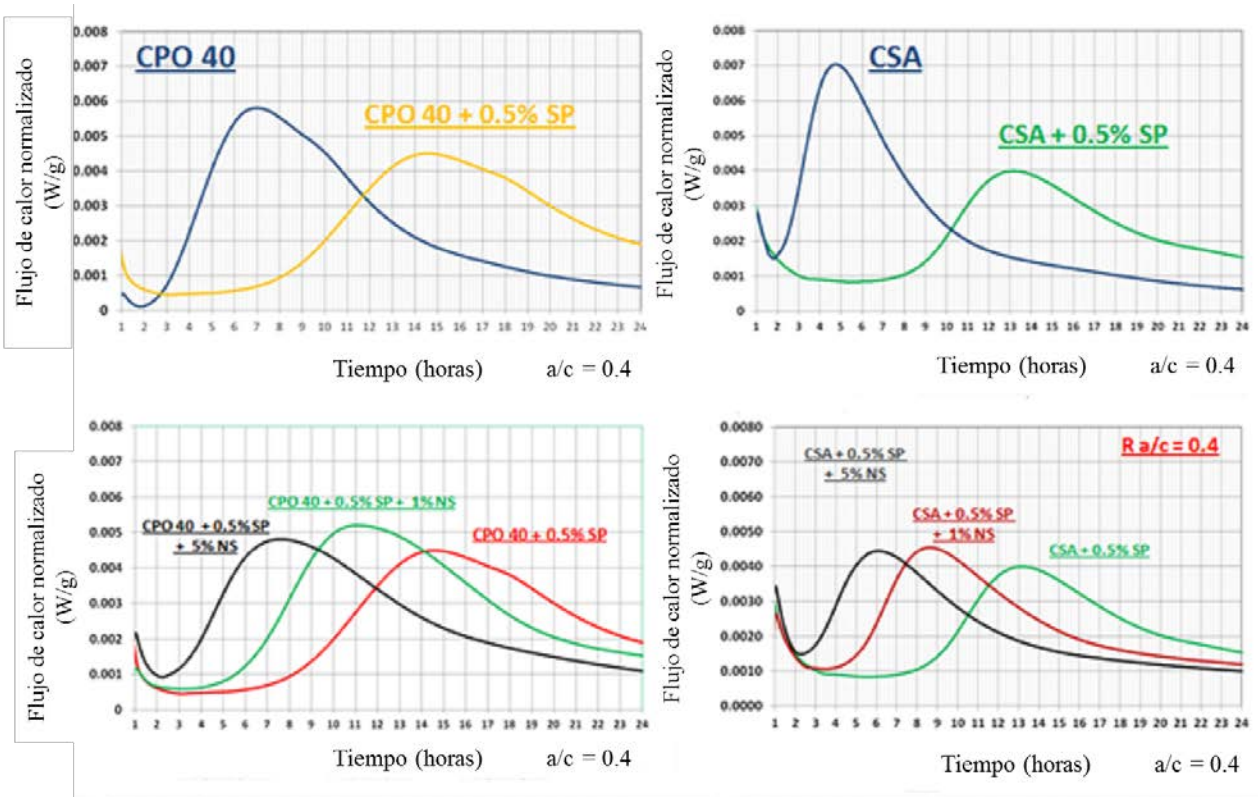 Flujo de calor normalizado
(W/g)
0.008
0.007
0.006
0.005
0.004
0.003
0.002
0.001
0
CPO 40
CPO 40 + 0.5% SP
1 2 3 4 5 6 7 8 9 10 11 12 13 14 15 16 17 18 19 20 21 22 23 24
Tiempo (horas) a/c = 0.4
Flujo de calor normalizado
(W/g)
0.008
0.007
0.006
0.005
0.004
0.003
0.002
0.001
0
CSA
CSA + 0.5% SP
1 2 3 4 5 6 7 8 9 10 11 12 13 14 15 16 17 18 19 20 21 22 23 24
Tiempo (horas) a/c = 0.4
Flujo de calor normalizado
(W/g)
0.008
0.007
0.006
0.005
0.004
0.003
0.002
0.001
0
CPO 40 + 0.5% SP + 1% NS
CPO 40 + 0.5% SP
+ 5% NS
CPO 40 + 0.5% SP
1 2 3 4 5 6 7 8 9 10 11 12 13 14 15 16 17 18 19 20 21 22 23 24
Tiempo (horas) a/c = 0.4
Flujo de calor normalizado
(W/g)
0.0080
0.0070
0.0060
0.0050
0.0040
0.0030
0.0020
0.0010
0.0000
R a/c = 0.4
CSA + 0.5% SP
+ 5% NS
CSA + 0.5% SP
+ 1% NS
CSA + 0.5% SP
1 2 3 4 5 6 7 8 9 10 11 12 13 14 15 16 17 18 19 20 21 22 23 24
Tiempo (horas) a/c = 0.4